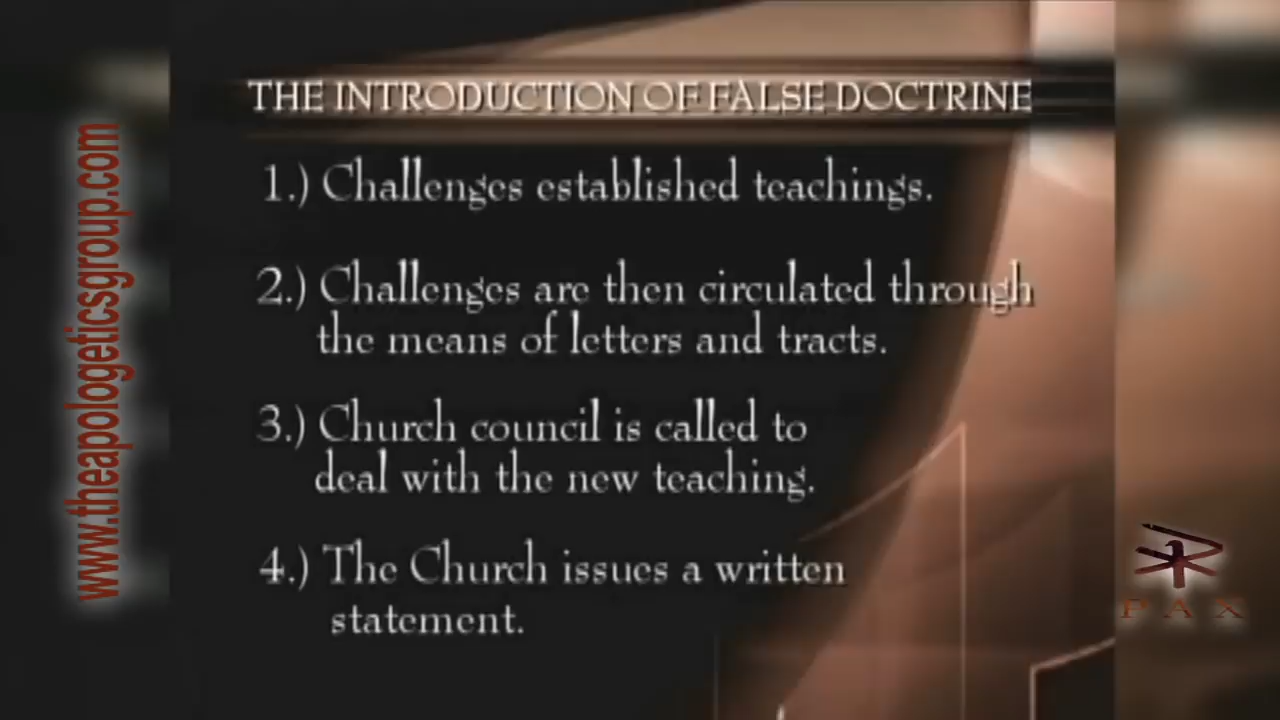 THE INTRODUCTION OF FALSE DOCTRINE
1.) Challenges established teachings.
2.) Challenges are then circulated through
the means of letters and tracts.
3.) Church council is called to
deal with the new teaching.
4.) The Church issues a written
statement.
www.theapologeticsgroup.com
PAX